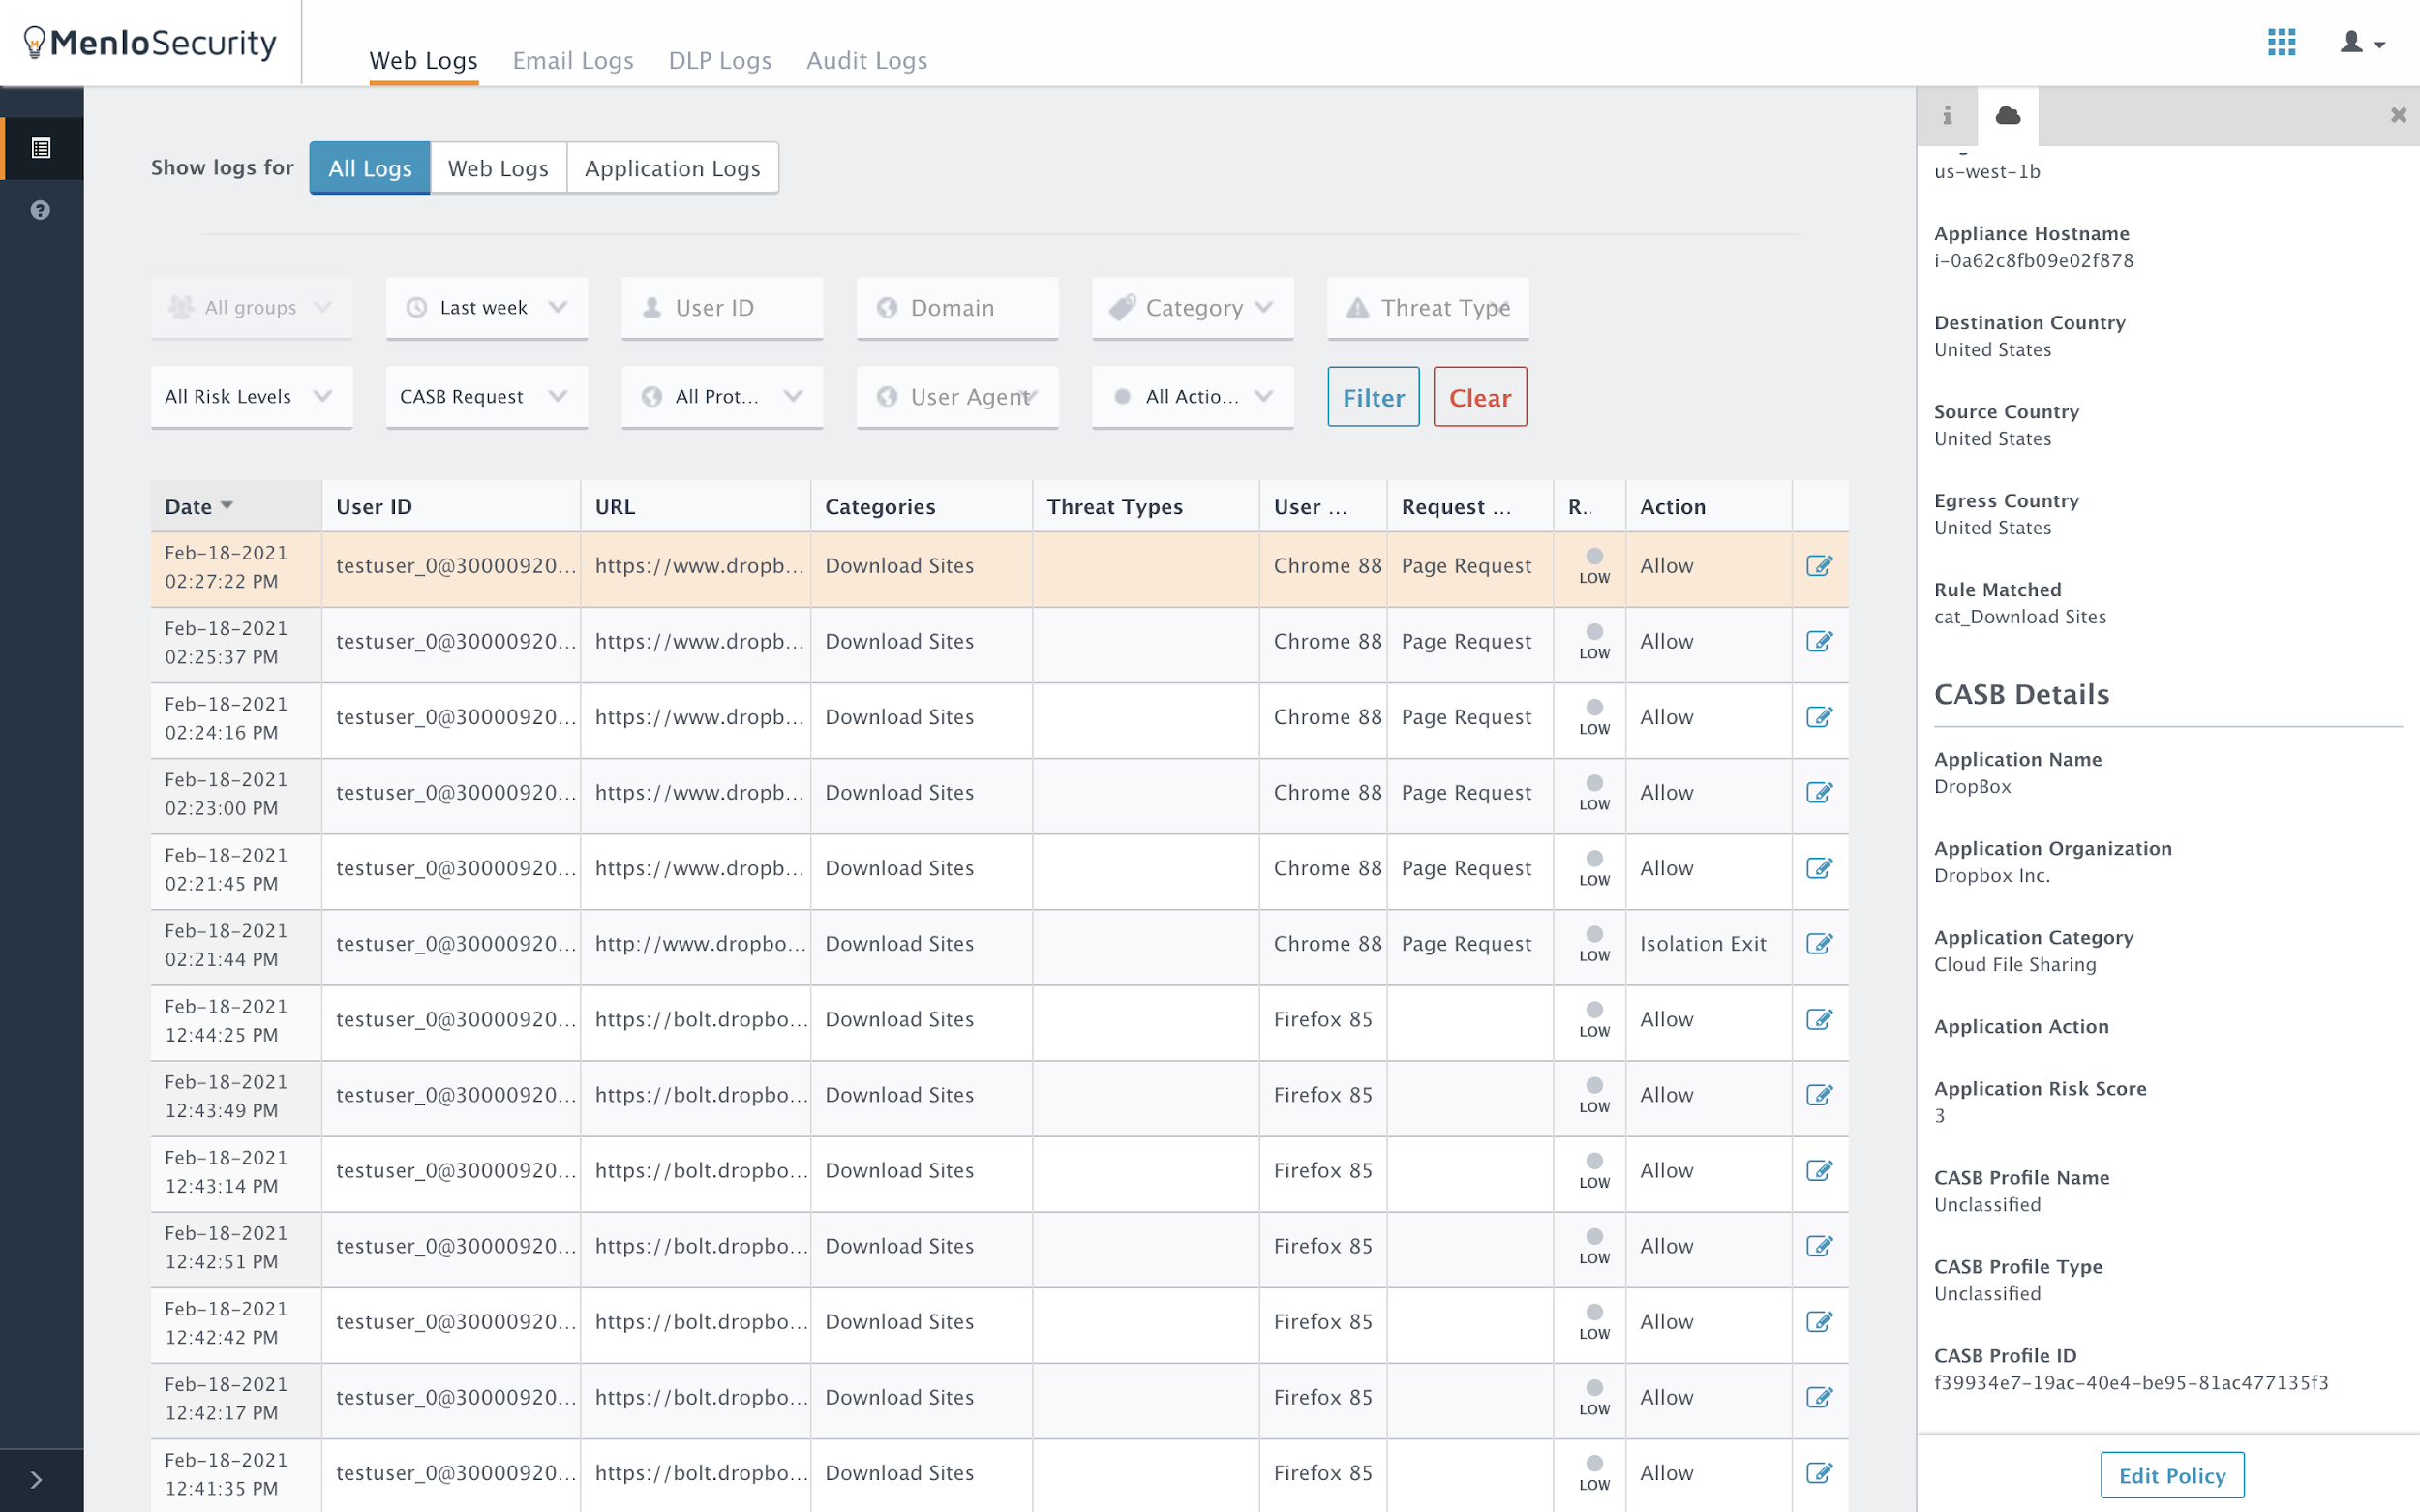 MenloSecurity
Web Logs Email Logs DLP Logs Audit Logs
Show logs for All Logs Web Logs Application Logs
All groups Last week User ID Domain Category Threat Type
All Risk Levels CASB Request All Prot... User Agent All Actio... Filter Clear
Date User ID URL Categories Threat Types User ... Request ... R.. Action
Feb-18-2021
02:27:22 PM
testuser_0@30000920... https://www.dropb... Download Sites Chrome 88 Page Request LOW Allow
Feb-18-2021
02:25:37 PM
testuser_0@30000920... https://www.dropb... Download Sites Chrome 88 Page Request LOW Allow
Feb-18-2021
02:24:16 PM
testuser_0@30000920... https://www.dropb... Download Sites Chrome 88 Page Request LOW Allow
Feb-18-2021
02:23:00 PM
testuser_0@30000920... https://www.dropb... Download Sites Chrome 88 Page Request LOW Allow
Feb-18-2021
02:21:45 PM
testuser_0@30000920... https://www.dropb... Download Sites Chrome 88 Page Request LOW Allow
Feb-18-2021
02:21:44 PM
testuser_0@30000920... http://www.dropbo... Download Sites Chrome 88 Page Request LOW Isolation Exit
Feb-18-2021
12:44:25 PM
testuser_0@30000920... https://bolt.dropbo... Download Sites Firefox 85 LOW Allow
Feb-18-2021
12:43:49 PM
testuser_0@30000920... https://bolt.dropbo... Download Sites Firefox 85 LOW Allow
Feb-18-2021
12:43:14 PM
testuser_0@30000920... https://bolt.dropbo... Download Sites Firefox 85 LOW Allow
Feb-18-2021
12:42:51 PM
testuser_0@30000920... https://bolt.dropbo... Download Sites Firefox 85 LOW Allow
Feb-18-2021
12:42:42 PM
testuser_0@30000920... https://bolt.dropbo... Download Sites Firefox 85 LOW Allow
Feb-18-2021
12:42:17 PM
testuser_0@30000920... https://bolt.dropbo... Download Sites Firefox 85 LOW Allow
Feb-18-2021
12:41:35 PM
testuser_0@30000920... https://bolt.dropbo... Download Sites Firefox 85 LOW Allow
us-west-1b
Appliance Hostname
i-0a62c8fb09e02f878
Destination Country
United States
Source Country
United States
Egress Country
United States
Rule Matched
cat_Download Sites
CASB Details
Application Name
DropBox
Application Organization
Dropbox Inc.
Application Category
Cloud File Sharing
Application Action
Application Risk Score
3
CASB Profile Name
Unclassified
CASB Profile Type
Unclassified
CASB Profile ID
f39934e7-19ac-40e4-be95-81ac477135f3
Edit Policy